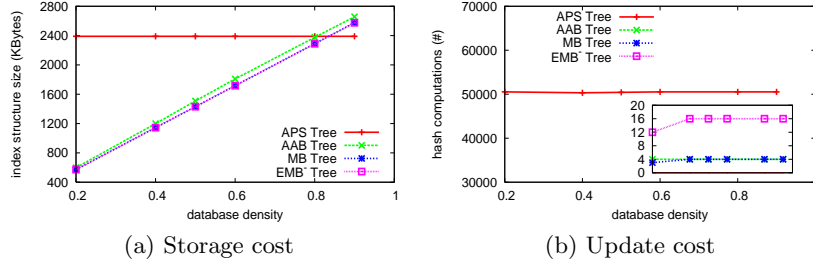 index structure size (KBytes)
2800
2400
2000
1600
1200
800
400
0.2
0.4
0.6
0.8
1
database density
APS Tree
AAB Tree
MB Tree
EMB⁻ Tree
(a) Storage cost
hash computations (#)
70000
60000
50000
40000
30000
0.2
0.4
0.6
0.8
database density
APS Tree
AAB Tree
MB Tree
EMB⁻ Tree
20
16
12
8
4
0
(b) Update cost